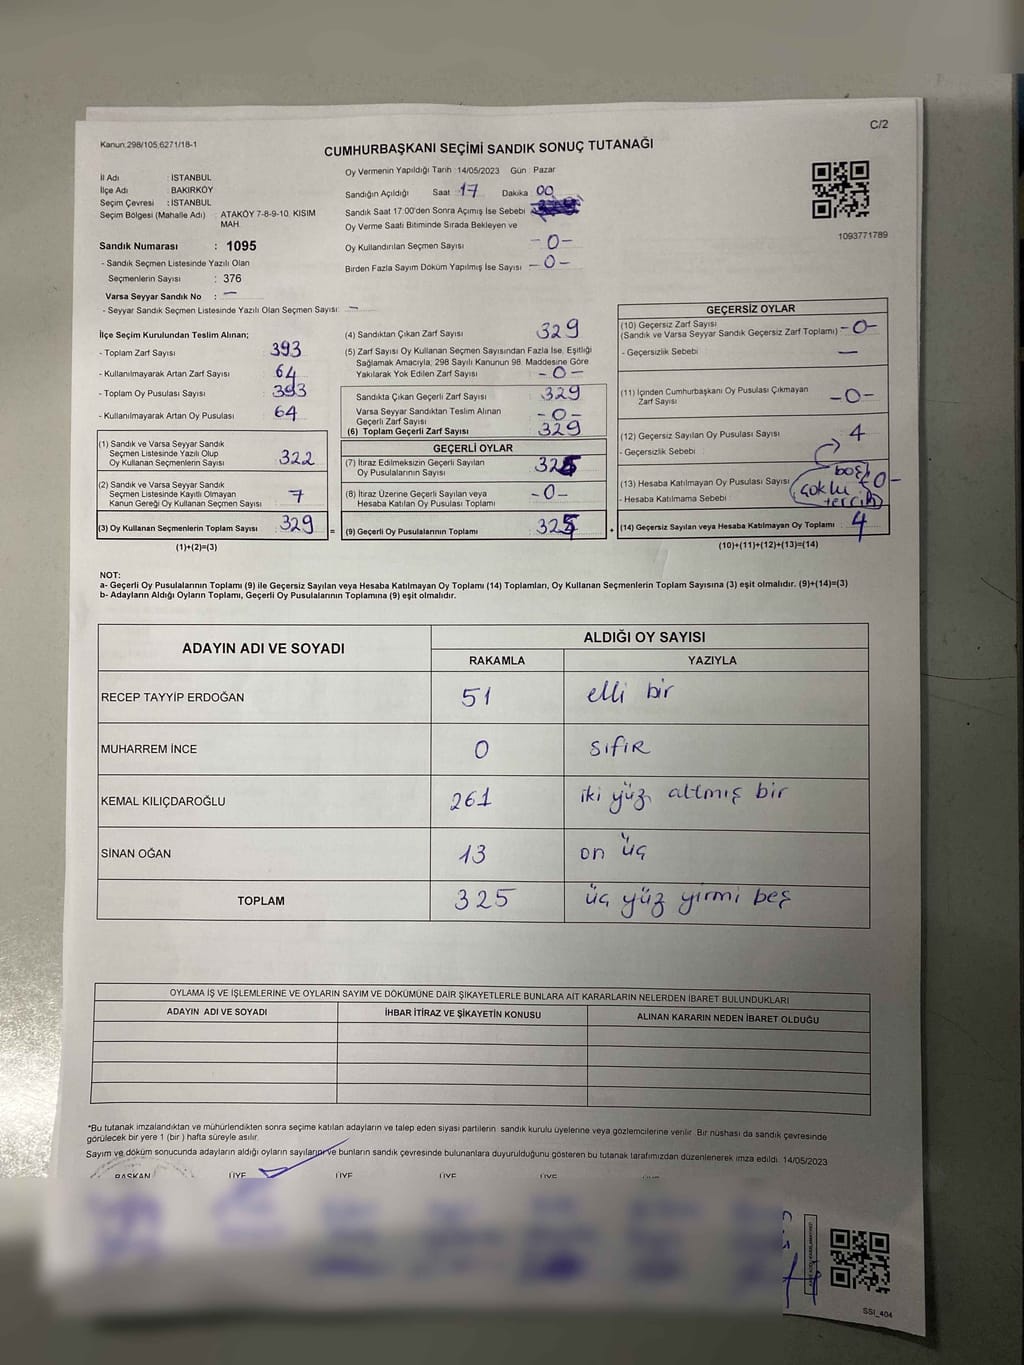 C/2
Kanun:298/105,6271/18-1
CUMHURBAŞKANI SEÇİMİ SANDIK SONUÇ TUTANAĞI
İl Adı : İSTANBUL
İlçe Adı : BAKIRKÖY
Seçim Çevresi : İSTANBUL
Seçim Bölgesi (Mahalle Adı) : ATAKÖY 7-8-9-10. KISIM MAH.
Sandık Numarası : 1095
- Sandık Seçmen Listesinde Yazılı Olan
Seçmenlerin Sayısı : 376
Varsa Seyyar Sandık No : —
- Seyyar Sandık Seçmen Listesinde Yazılı Olan Seçmen Sayısı: —
Oy Vermenin Yapıldığı Tarih 14/05/2023 Gün : Pazar
Sandığın Açıldığı Saat 17 Dakika 00
Sandık Saat 17:00'den Sonra Açımış İse Sebebi
Oy Verme Saati Bitiminde Sırada Bekleyen ve
Oy Kullandırılan Seçmen Sayısı -0-
Birden Fazla Sayım Döküm Yapılmış İse Sayısı -0-
1093771789
İlçe Seçim Kurulundan Teslim Alınan;
- Toplam Zarf Sayısı 393
- Kullanılmayarak Artan Zarf Sayısı 64
- Toplam Oy Pusulası Sayısı 393
- Kullanılmayarak Artan Oy Pusulası 64
(1) Sandık ve Varsa Seyyar Sandık
Seçmen Listesinde Yazılı Olup
Oy Kullanan Seçmenlerin Sayısı 322
(2) Sandık ve Varsa Seyyar Sandık
Seçmen Listesinde Kayıtlı Olmayan
Kanun Gereği Oy Kullanan Seçmen Sayısı 7
(3) Oy Kullanan Seçmenlerin Toplam Sayısı 329 =
(1)+(2)=(3)
(4) Sandıktan Çıkan Zarf Sayısı 329
(5) Zarf Sayısı Oy Kullanan Seçmen Sayısından Fazla İse, Eşitliği
Sağlamak Amacıyla, 298 Sayılı Kanunun 98. Maddesine Göre
Yakılarak Yok Edilen Zarf Sayısı -0-
Sandıkta Çıkan Geçerli Zarf Sayısı 329
Varsa Seyyar Sandıktan Teslim Alınan
Geçerli Zarf Sayısı -0-
(6) Toplam Geçerli Zarf Sayısı 329
GEÇERLİ OYLAR
(7) İtiraz Edilmeksizin Geçerli Sayılan
Oy Pusulalarının Sayısı 325
(8) İtiraz Üzerine Geçerli Sayılan veya
Hesaba Katılan Oy Pusulası Toplamı -0-
(9) Geçerli Oy Pusulalarının Toplamı 325 +
GEÇERSİZ OYLAR
(10) Geçersiz Zarf Sayısı
(Sandık ve Varsa Seyyar Sandık Geçersiz Zarf Toplamı) -0-
- Geçersizlik Sebebi —
(11) İçinden Cumhurbaşkanı Oy Pusulası Çıkmayan
Zarf Sayısı -0-
(12) Geçersiz Sayılan Oy Pusulası Sayısı 4
- Geçersizlik Sebebi
boş
çoklu
tercih
(13) Hesaba Katılmayan Oy Pusulası Sayısı -0-
- Hesaba Katılmama Sebebi
(14) Geçersiz Sayılan veya Hesaba Katılmayan Oy Toplamı 4
(10)+(11)+(12)+(13)=(14)
NOT:
a- Geçerli Oy Pusulalarının Toplamı (9) ile Geçersiz Sayılan veya Hesaba Katılmayan Oy Toplamı (14) Toplamları, Oy Kullanan Seçmenlerin Toplam Sayısına (3) eşit olmalıdır. (9)+(14)=(3)
b- Adayların Aldığı Oyların Toplamı, Geçerli Oy Pusulalarının Toplamına (9) eşit olmalıdır.
ADAYIN ADI VE SOYADI ALDIĞI OY SAYISI
RAKAMLA YAZIYLA
RECEP TAYYİP ERDOĞAN 51 elli bir
MUHARREM İNCE 0 sıfır
KEMAL KILIÇDAROĞLU 261 iki yüz altmış bir
SİNAN OĞAN 13 on üç
TOPLAM 325 üç yüz yirmi beş
OYLAMA İŞ VE İŞLEMLERİNE VE OYLARIN SAYIM VE DÖKÜMÜNE DAİR ŞİKAYETLERLE BUNLARA AİT KARARLARIN NELERDEN İBARET BULUNDUKLARI
ADAYIN ADI VE SOYADI İHBAR İTİRAZ VE ŞİKAYETİN KONUSU ALINAN KARARIN NEDEN İBARET OLDUĞU
*Bu tutanak imzalandıktan ve mühürlendikten sonra seçime katılan adayların ve talep eden siyasi partilerin sandık kurulu üyelerine veya gözlemcilerine verilir. Bir nüshası da sandık çevresinde
görülecek bir yere 1 (bir) hafta süreyle asılır.
Sayım ve döküm sonucunda adayların aldığı oyların sayılarını ve bunların sandık çevresinde bulunanlara duyurulduğunu gösteren bu tutanak tarafımızdan düzenlenerek imza edildi. 14/05/2023
BAŞKAN ÜYE ÜYE ÜYE ÜYE ÜYE
SSI_404